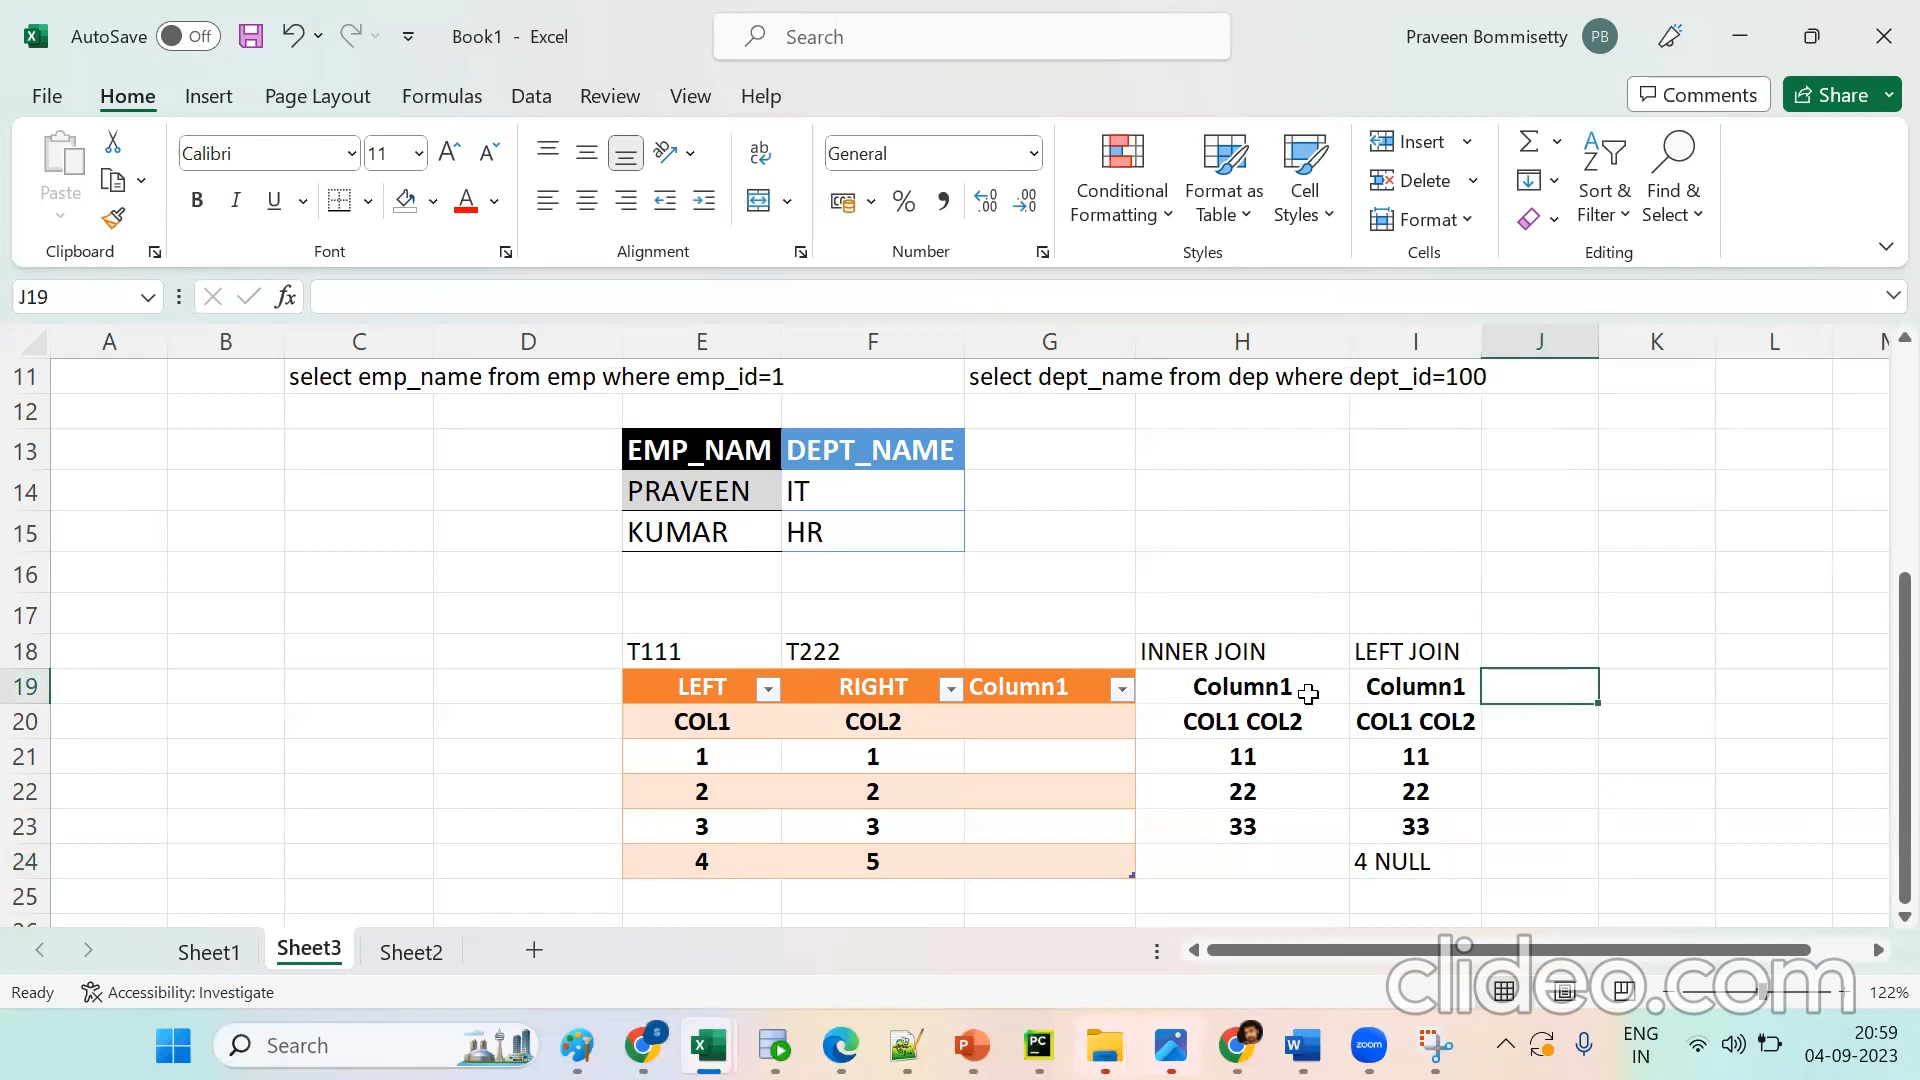 AutoSave Off Book1 - Excel Search Praveen Bommisetty PB
File Home Insert Page Layout Formulas Data Review View Help Comments Share
Paste
Clipboard
Calibri 11
B I U A
Font
ab
Alignment
General
% 
Number
Conditional Formatting
Format as Table
Cell Styles
Styles
Insert
Delete
Format
Cells
Sort & Filter
Find & Select
Editing
J19 fx
A B C D E F G H I J K L
11 select emp_name from emp where emp_id=1 select dept_name from dep where dept_id=100
12
13 EMP_NAM DEPT_NAME
14 PRAVEEN IT
15 KUMAR HR
16
17
18 T111 T222 INNER JOIN LEFT JOIN
19 LEFT RIGHT Column1 Column1 Column1
20 COL1 COL2 COL1 COL2 COL1 COL2
21 1 1 11 11
22 2 2 22 22
23 3 3 33 33
24 4 5 4 NULL
25
Sheet1 Sheet3 Sheet2
clideo.com
Ready Accessibility: Investigate 122%
Search
ENG
IN
20:59
04-09-2023